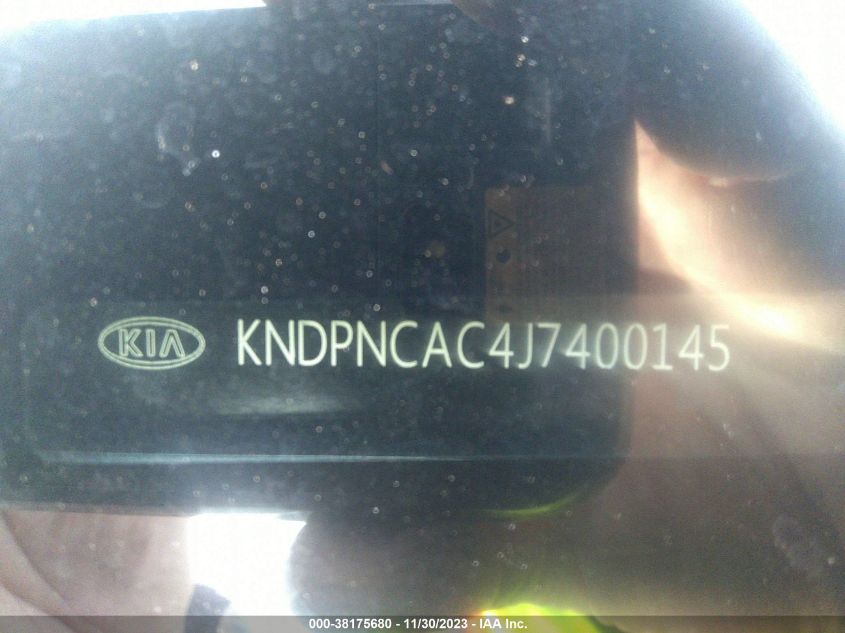 KIA KNDPNCAC4J7400145
000-38175680 - 11/30/2023 - IAA Inc.